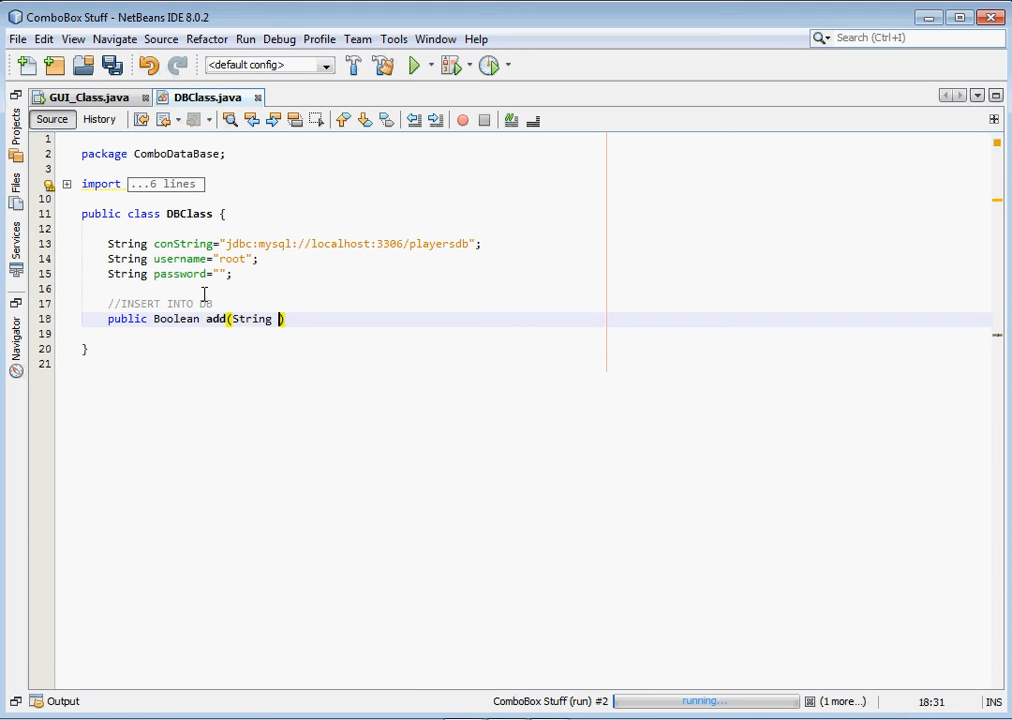 ComboBox Stuff - NetBeans IDE 8.0.2
File Edit View Navigate Source Refactor Run Debug Profile Team Tools Window Help
Search (Ctrl+I)
<default config>
GUI_Class.java DBClass.java
Source History
Projects
Files
Services
Navigator
1
2 package ComboDataBase;
3
import ...6 lines
10
11 public class DBClass {
12
13 String conString="jdbc:mysql://localhost:3306/playersdb";
14 String username="root";
15 String password="";
16
17 //INSERT INTO DB
18 public Boolean add(String )
19
20 }
21
Output ComboBox Stuff (run) #2 running... (1 more...) 18:31 INS